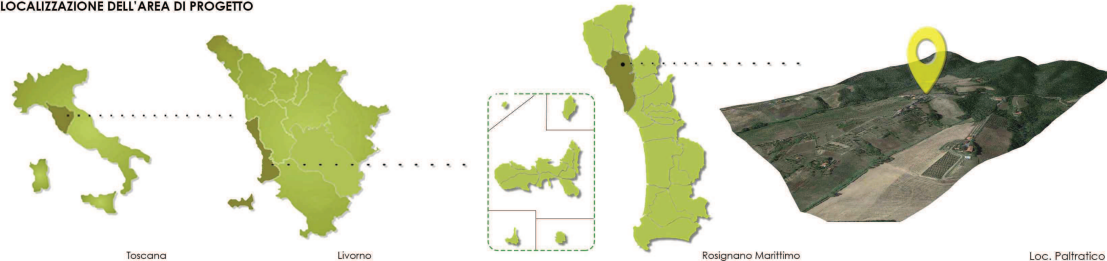 LOCALIZZAZIONE DELL'AREA DI PROGETTO
Toscana
Livorno
Rosignano Marittimo
Loc. Paltratico